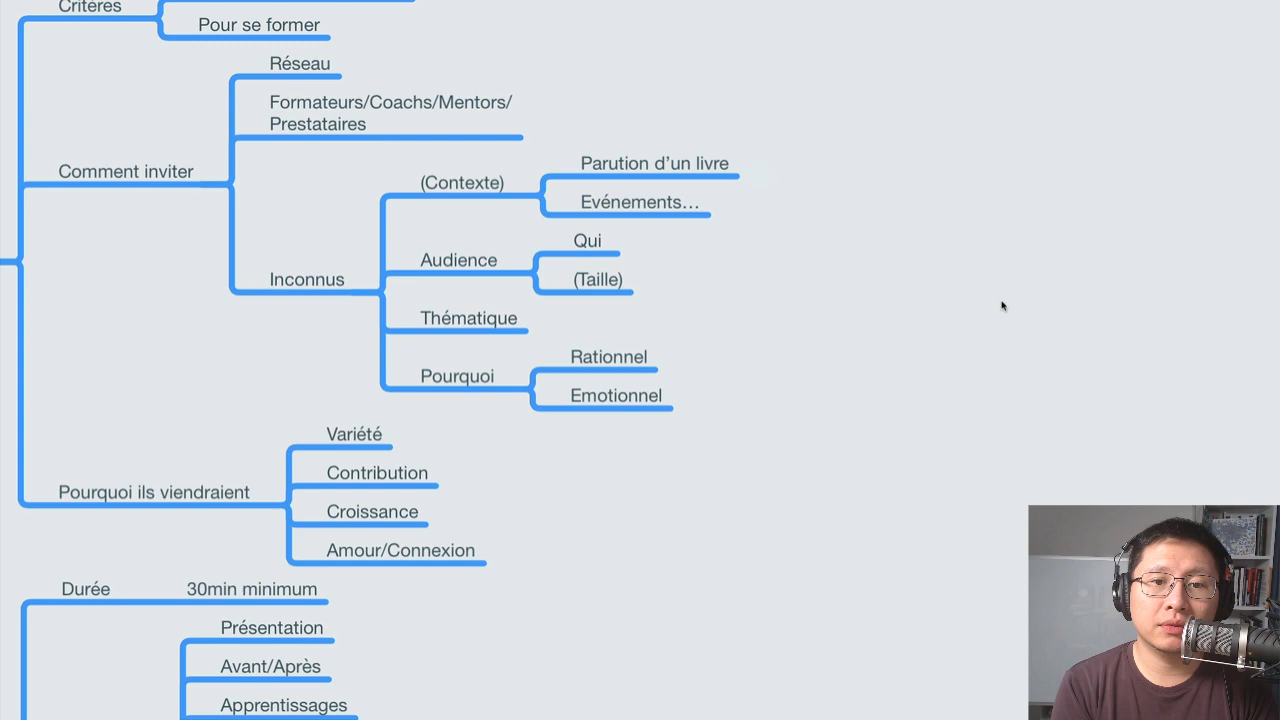 Critères
Pour se former
Réseau
Formateurs/Coachs/Mentors/
Prestataires
Comment inviter
Parution d’un livre
(Contexte)
Evénements…
Qui
Audience
(Taille)
Inconnus
Thématique
Rationnel
Pourquoi
Emotionnel
Variété
Contribution
Pourquoi ils viendraient
Croissance
Amour/Connexion
Durée
30min minimum
Présentation
Avant/Après
Apprentissages